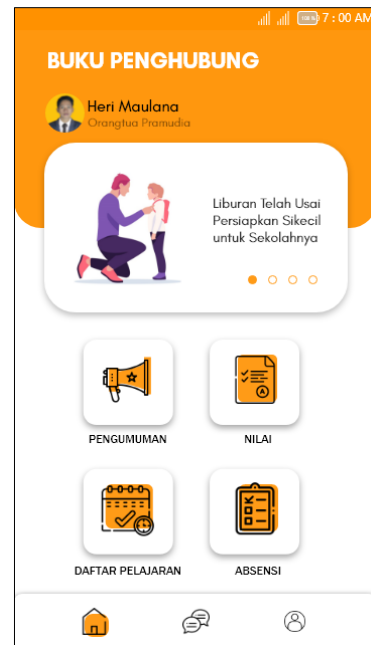 7 : 00 AM
BUKU PENGHUBUNG
Heri Maulana
Orangtua Pramudia
Liburan Telah Usai
Persiapkan Sikecil
untuk Sekolahnya
PENGUMUMAN
A
NILAI
DAFTAR PELAJARAN
ABSENSI